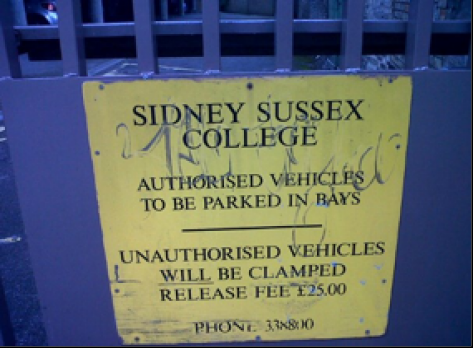 SIDNEY SUSSEX
COLLEGE
AUTHORISED VEHICLES
TO BE PARKED IN BAYS
UNAUTHORISED VEHICLES
WILL BE CLAMPED
RELEASE FEE £25.00
PHONE 338800